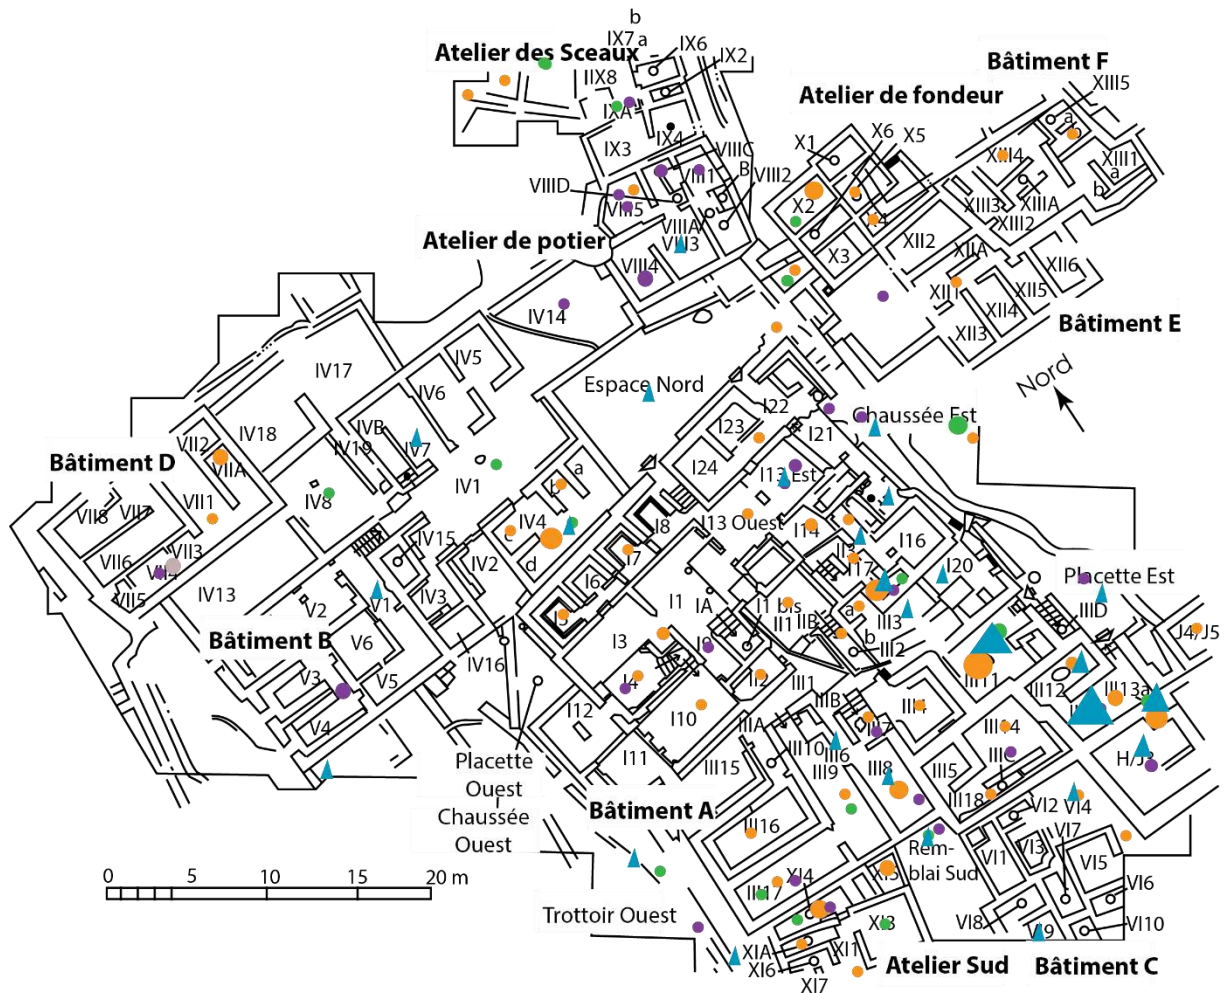 b
IX7 a
IX6
Atelier des Sceaux
IX2
IIX8
Bâtiment F
XIII5
IXA
Atelier de fondeur
a
b
IX4
X6
X5
X1
IX3
XIII4
XIII1
VIIIC
VIII1
B
VIII2
VIIID
a
b
XIIIA
VIII5
X2
XIII3
XIII2
X4
VIIIA
VIII3
Atelier de potier
XII2
XIIA
X3
VIII4
XII6
XII1
XII5
IV14
XII4
Bâtiment E
XII3
IV5
IV17
Nord
Espace Nord
IV6
I22
Chaussée Est
I23
IVB
I21
IV18
VII2
IV7
IV19
VIIA
I24
Bâtiment D
a
I13 Est
IV1
b
IV8
VII1
VII7
VII8
IV4
c
I8
I13 Ouest
I14
IV15
I16
II3
VII3
IV2
d
I7
VII6
I17
I20
VII4
Placette Est
I6
VII5
IV13
IV3
I1
IA
I1 bis
V2
V1
a
IIID
I5
II1
III3
IIB
J4/J5
Bâtiment B
V6
I3
I9
b
III2
IV16
III11
V3
V5
I4
II2
III1
III12
III13a
IIIB
I12
I10
III4
V4
IIIA
III7
III14
III10
III6
Placette
Ouest
I11
III9
IIIC
H/J3
III15
III8
III5
Bâtiment A
III18
VI2
VI4
Chaussée
Ouest
III16
VI7
Rem-
blai Sud
VI1
VI3
VI5
0 5 10 15 20 m
XI4
XI5
VI6
III17
Trottoir Ouest
XI3
VI8
VI9
VI10
XIA
XI1
XI6
Atelier Sud
Bâtiment C
XI7